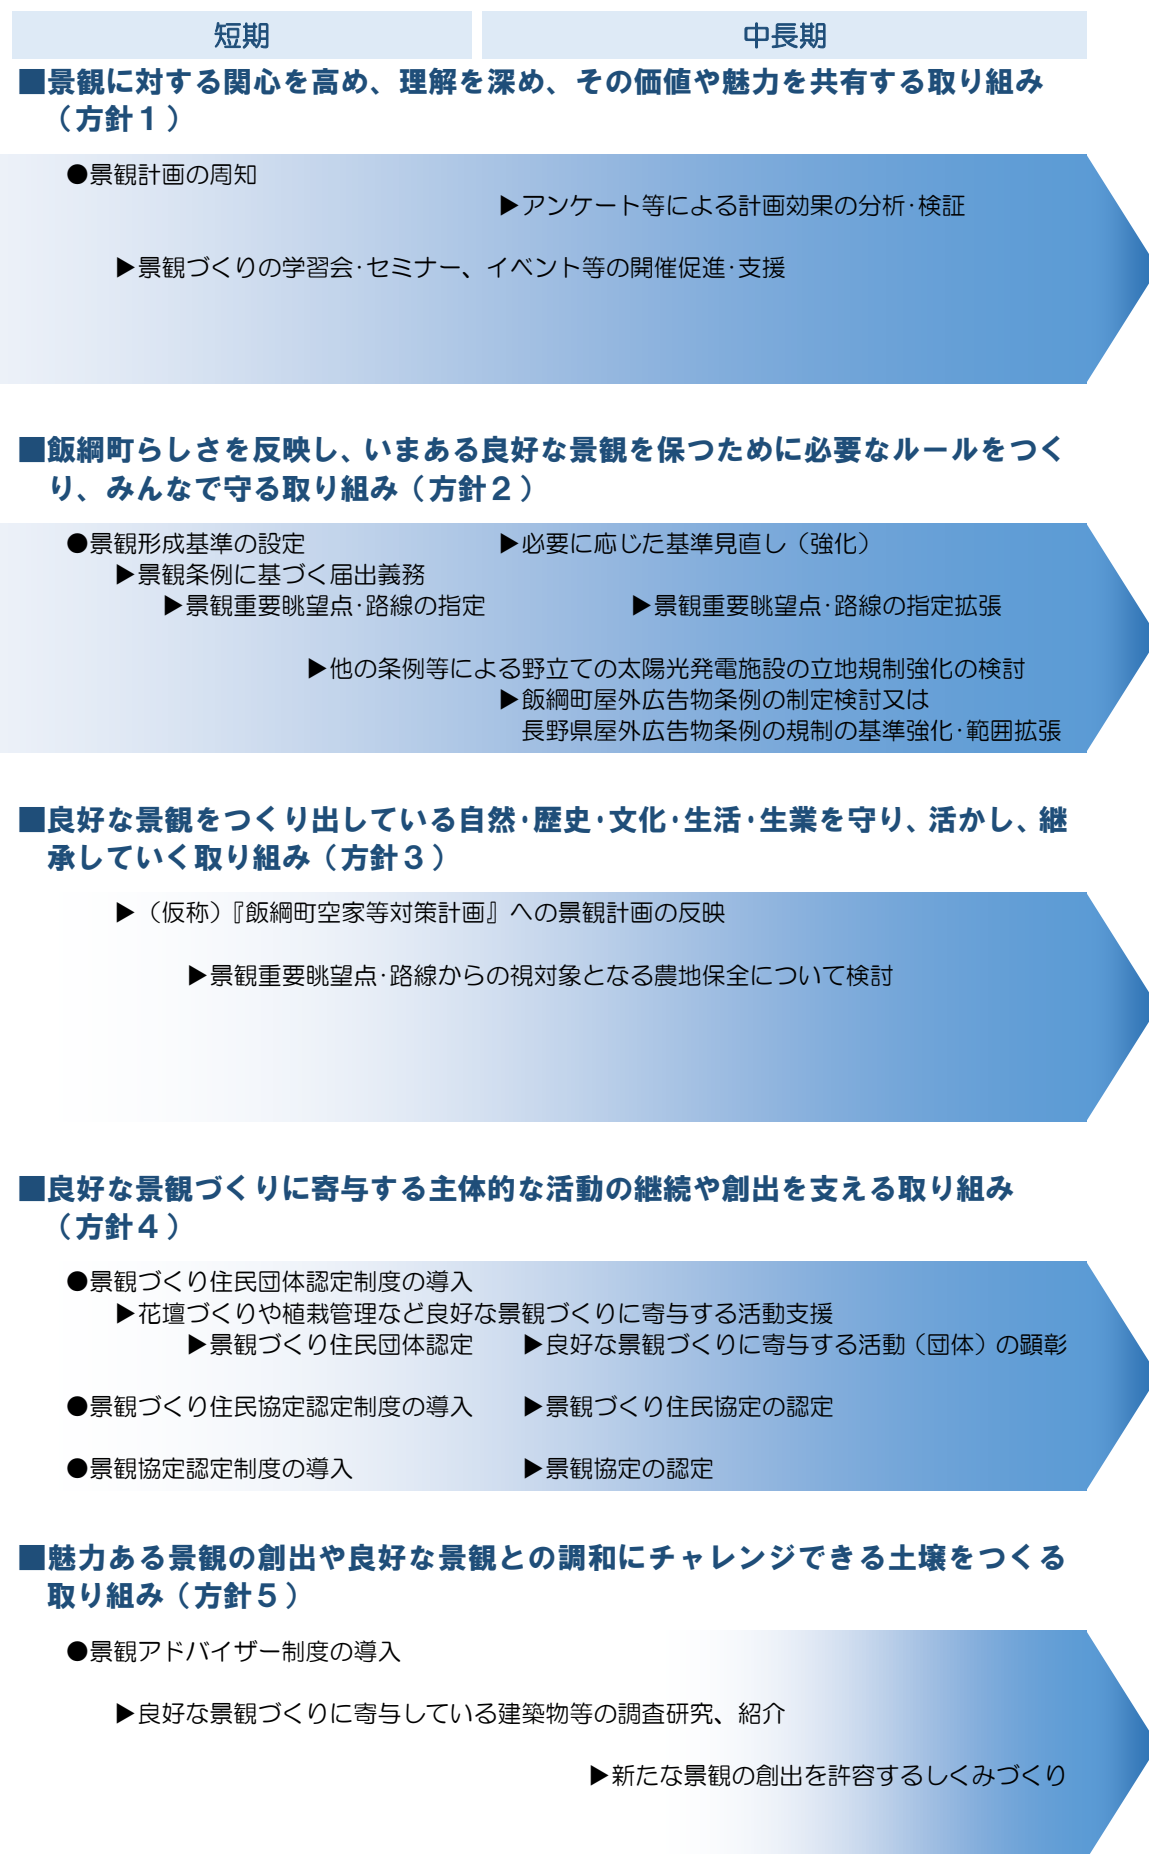 短期
中長期
■景観に対する関心を高め、理解を深め、その価値や魅力を共有する取り組み
（方針１）
●景観計画の周知
▶アンケート等による計画効果の分析･検証
▶景観づくりの学習会･セミナー、イベント等の開催促進･支援
■飯綱町らしさを反映し、いまある良好な景観を保つために必要なルールをつく
り、みんなで守る取り組み（方針２）
●景観形成基準の設定 ▶必要に応じた基準見直し（強化）
▶景観条例に基づく届出義務
▶景観重要眺望点･路線の指定 ▶景観重要眺望点･路線の指定拡張
▶他の条例等による野立ての太陽光発電施設の立地規制強化の検討
▶飯綱町屋外広告物条例の制定検討又は
長野県屋外広告物条例の規制の基準強化･範囲拡張
■良好な景観をつくり出している自然･歴史･文化･生活･生業を守り、活かし、継
承していく取り組み（方針３）
▶（仮称）『飯綱町空家等対策計画』への景観計画の反映
▶景観重要眺望点･路線からの視対象となる農地保全について検討
■良好な景観づくりに寄与する主体的な活動の継続や創出を支える取り組み
（方針４）
●景観づくり住民団体認定制度の導入
▶花壇づくりや植栽管理など良好な景観づくりに寄与する活動支援
▶景観づくり住民団体認定 ▶良好な景観づくりに寄与する活動（団体）の顕彰
●景観づくり住民協定認定制度の導入 ▶景観づくり住民協定の認定
●景観協定認定制度の導入 ▶景観協定の認定
■魅力ある景観の創出や良好な景観との調和にチャレンジできる土壌をつくる
取り組み（方針５）
●景観アドバイザー制度の導入
▶良好な景観づくりに寄与している建築物等の調査研究、紹介
▶新たな景観の創出を許容するしくみづくり